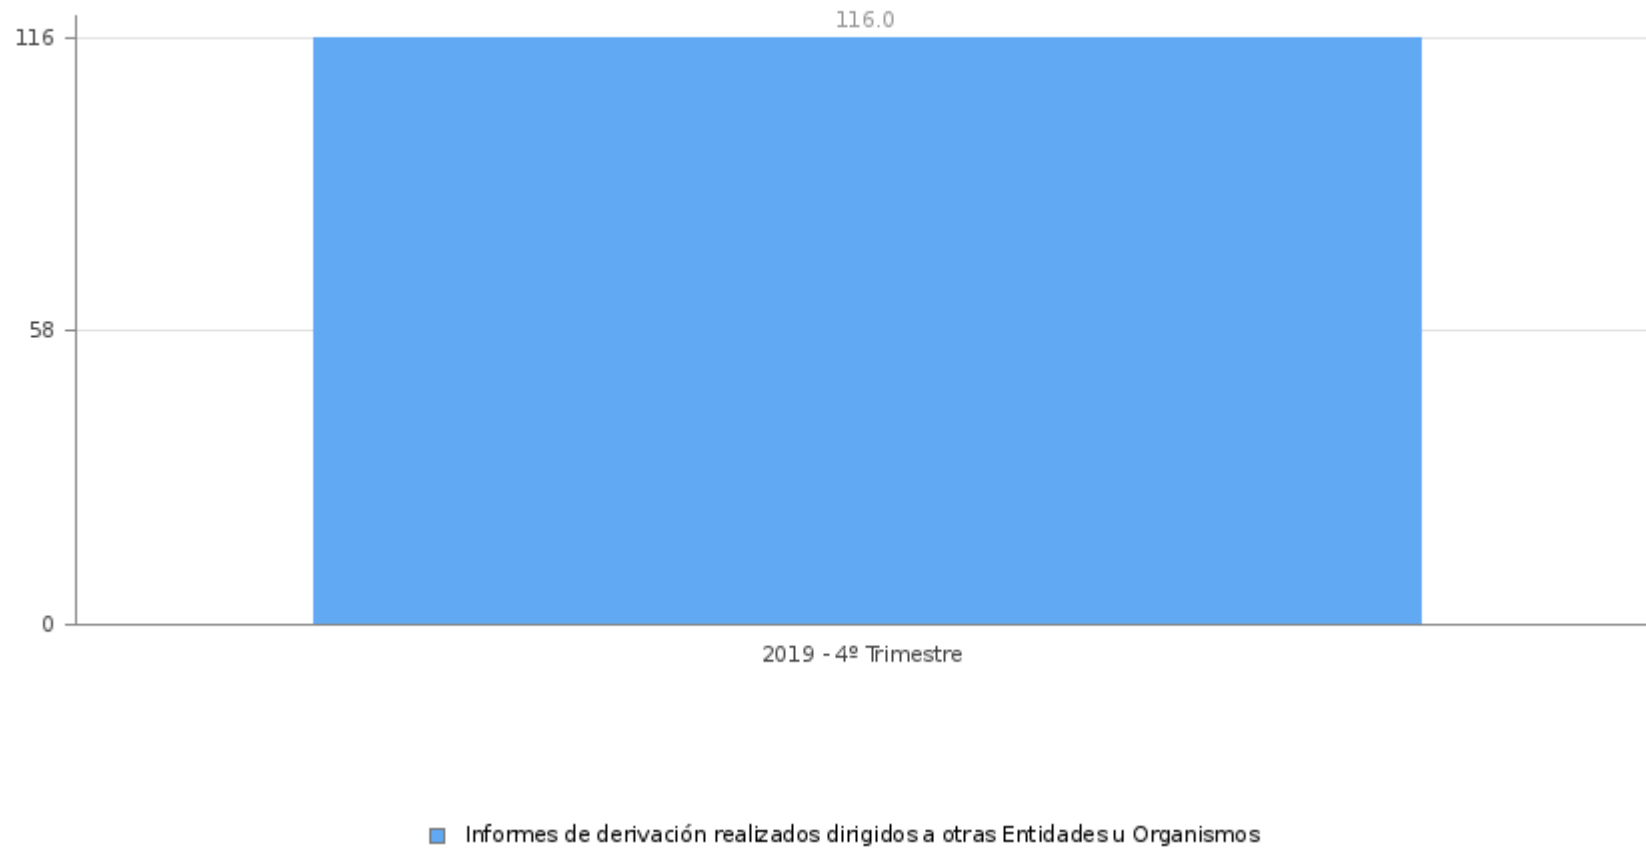 116.0
116
58
0
2019 - 4º Trimestre
Informes de derivación realizados dirigidos a otras Entidades u Organismos